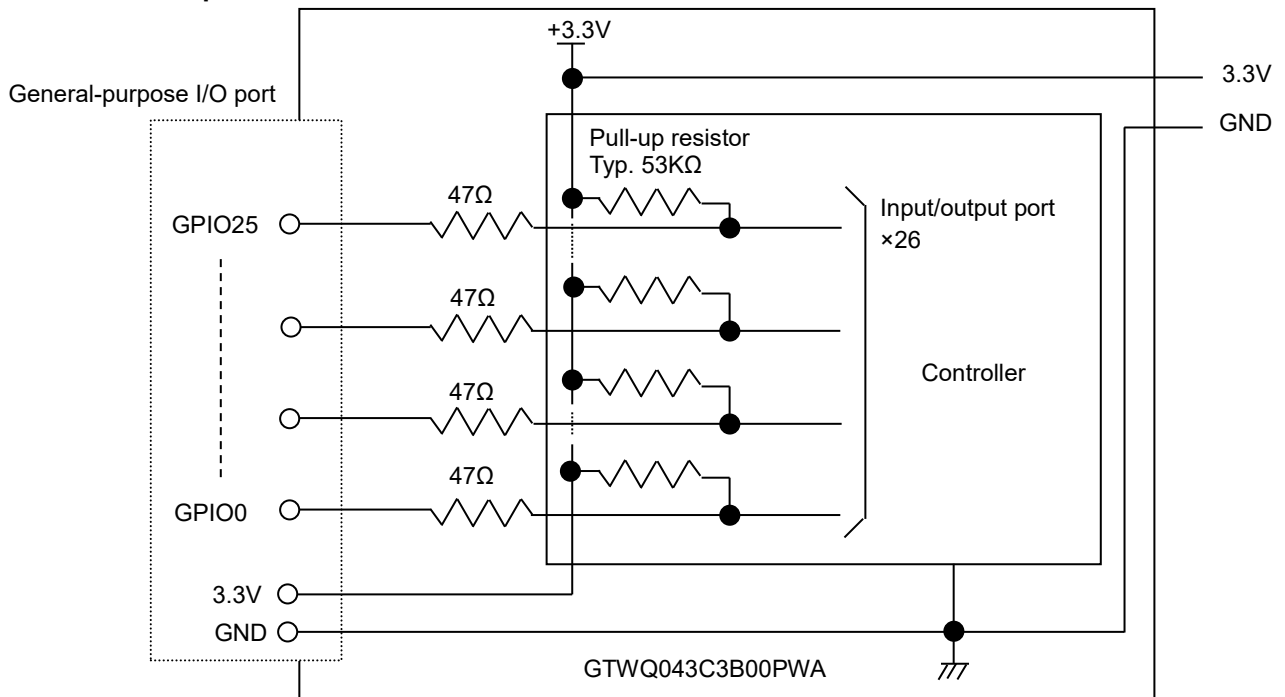 +3.3V
3.3V
General-purpose I/O port
GND
Pull-up resistor
Typ. 53KΩ
47Ω
GPIO25
Input/output port
×26
47Ω
Controller
47Ω
47Ω
GPIO0
3.3V
GND
GTWQ043C3B00PWA